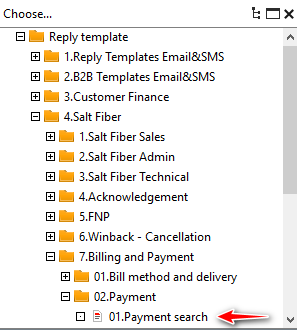 Choose...
Reply template
1.Reply Templates Email&SMS
2.B2B Templates Email&SMS
3.Customer Finance
4.Salt Fiber
1.Salt Fiber Sales
2.Salt Fiber Admin
3.Salt Fiber Technical
4.Acknowledgement
5.FNP
6.Winback - Cancellation
7.Billing and Payment
01.Bill method and delivery
02.Payment
01.Payment search